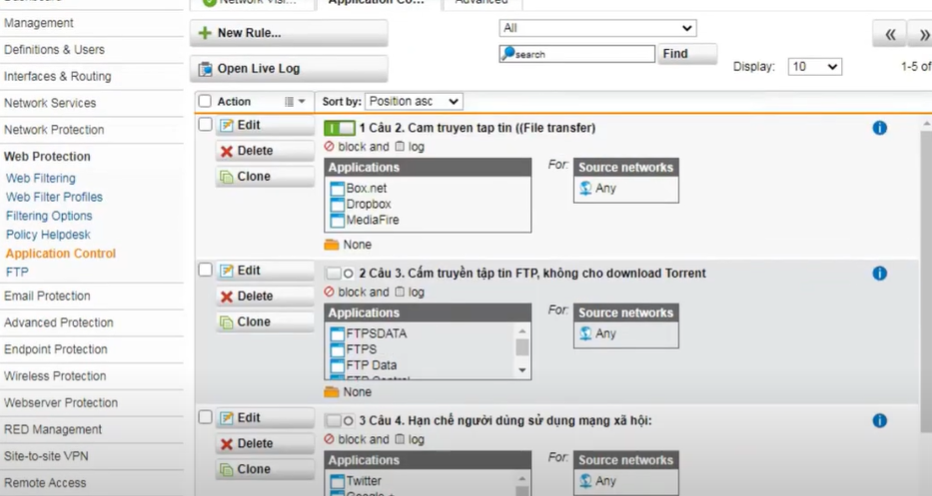 Management
Definitions & Users
Interfaces & Routing
Network Services
Network Protection
Web Protection
Web Filtering
Web Filter Profiles
Filtering Options
Policy Helpdesk
Application Control
FTP
Email Protection
Advanced Protection
Endpoint Protection
Wireless Protection
Webserver Protection
RED Management
Site-to-site VPN
Remote Access
Network Visi...
Application Co...
Advanced
New Rule...
Open Live Log
All
search
Find
Display:
10
1-5 of
Action
Sort by:
Position asc
Edit
Delete
Clone
1 Câu 2. Cam truyen tap tin ((File transfer)
block and log
Applications
Box.net
Dropbox
MediaFire
None
For:
Source networks
Any
Edit
Delete
Clone
2 Câu 3. Cấm truyền tập tin FTP, không cho download Torrent
block and log
Applications
FTPSDATA
FTPS
FTP Data
FTP Control
None
For:
Source networks
Any
Edit
Delete
Clone
3 Câu 4. Hạn chế người dùng sử dụng mạng xã hội:
block and log
Applications
Twitter
For:
Source networks
Any